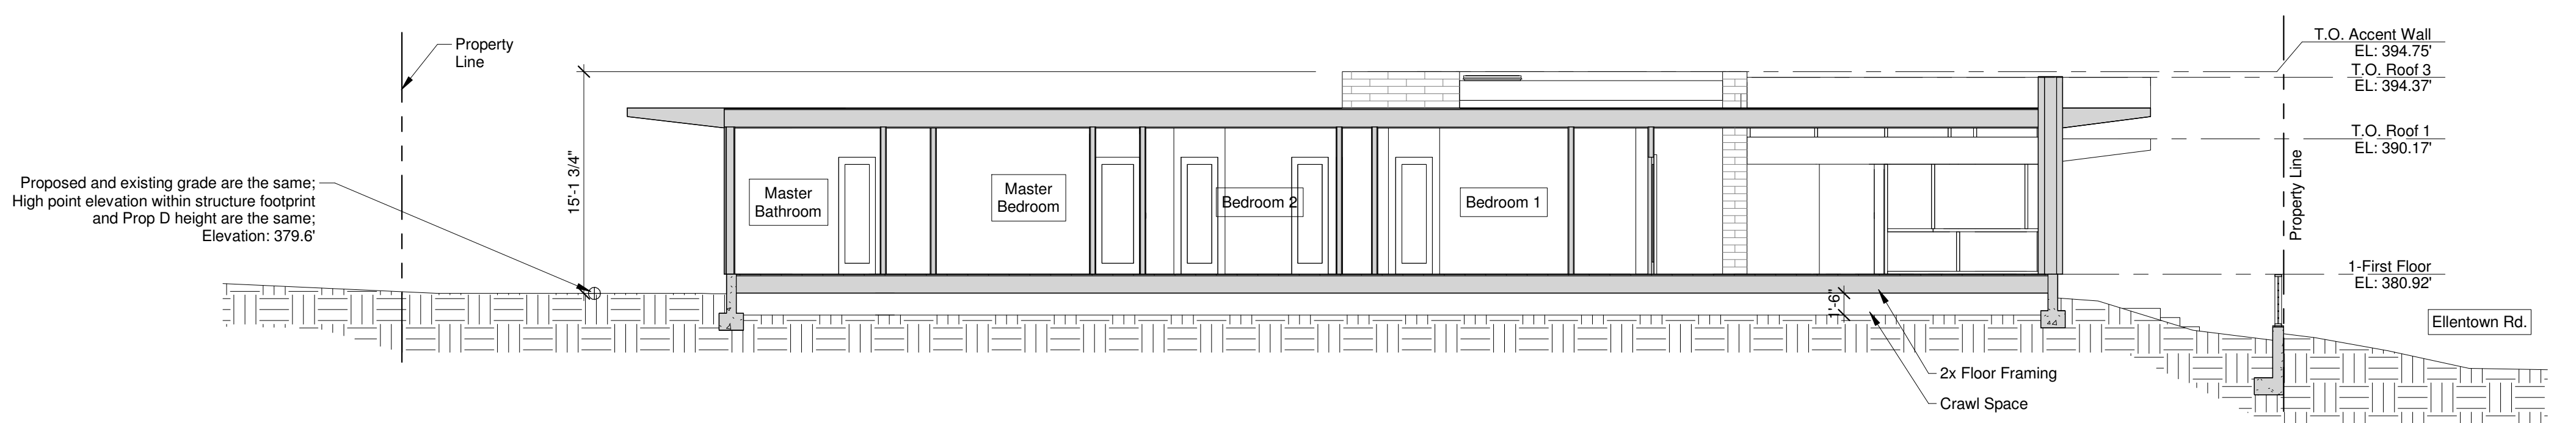 Property
Line
T.O. Accent Wall
EL: 394.75'
T.O. Roof 3
EL: 394.37'
T.O. Roof 1
EL: 390.17'
Property Line
15'-1 3/4"
Proposed and existing grade are the same;
High point elevation within structure footprint
and Prop D height are the same;
Elevation: 379.6'
Master
Bathroom
Master
Bedroom
Bedroom 2
Bedroom 1
1-First Floor
EL: 380.92'
1'-6"
Ellentown Rd.
2x Floor Framing
Crawl Space